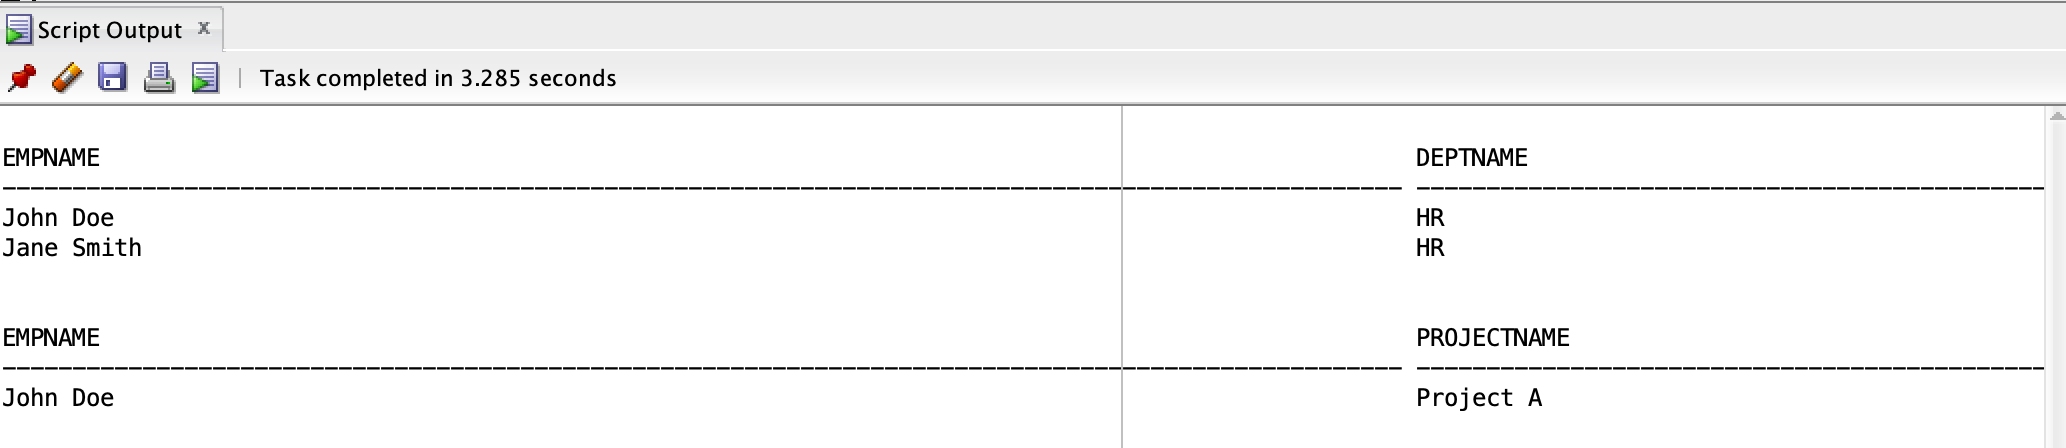 Script Output x
Task completed in 3.285 seconds
EMPNAME DEPTNAME
---------------------------------------------------------------------------------------------------- ---------------------------------------------
John Doe HR
Jane Smith HR
EMPNAME PROJECTNAME
---------------------------------------------------------------------------------------------------- ---------------------------------------------
John Doe Project A